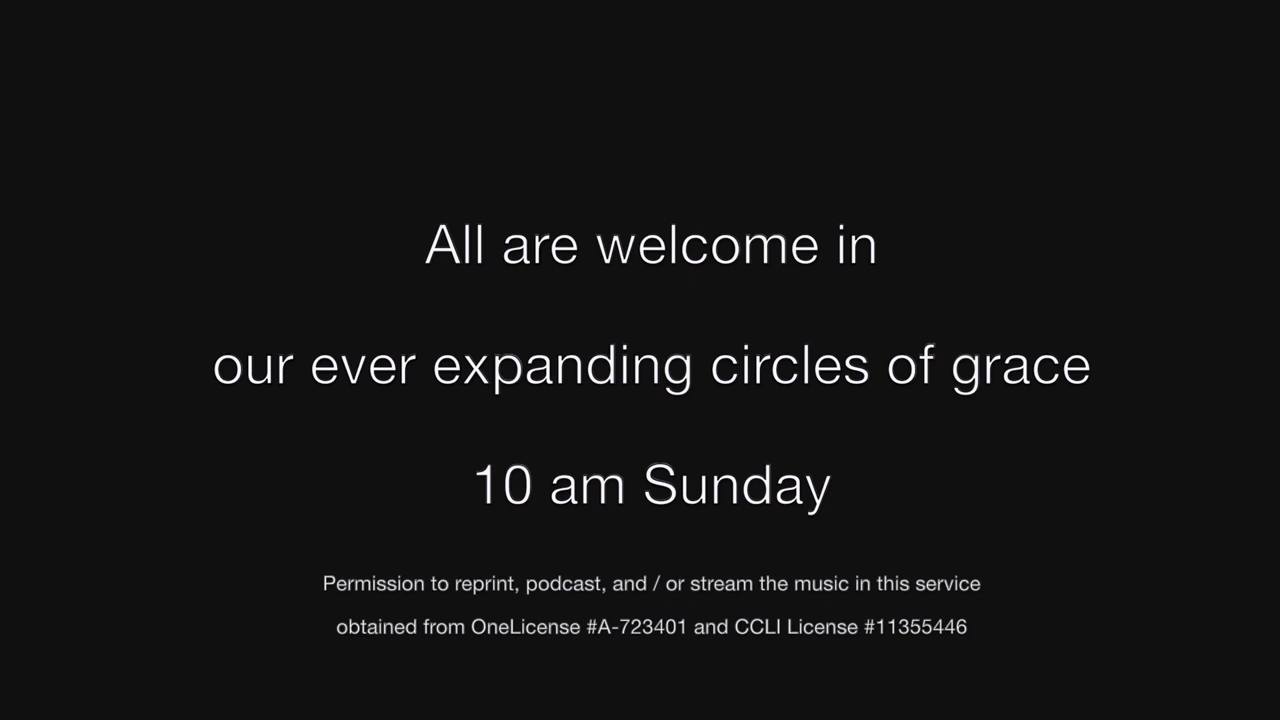 All are welcome in
our ever expanding circles of grace
10 am Sunday
Permission to reprint, podcast, and / or stream the music in this service
obtained from OneLicense #A-723401 and CCLI License #11355446